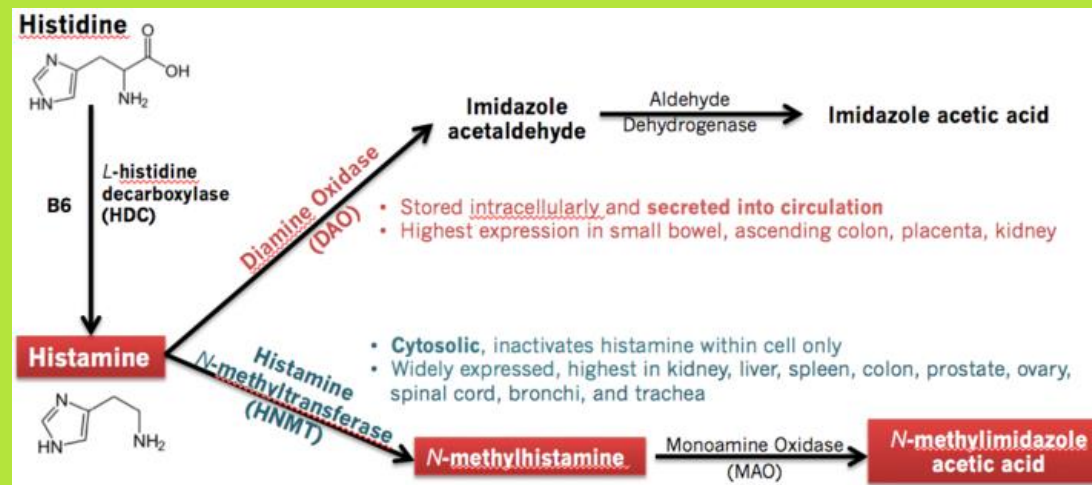 Histidine
O
N
OH
HN
NH2
B6
L-histidine
decarboxylase
(HDC)
Histamine
N
HN
NH2
Diamine Oxidase
(DAO)
Imidazole
acetaldehyde
Aldehyde
Dehydrogenase
Imidazole acetic acid
• Stored intracellularly and secreted into circulation
• Highest expression in small bowel, ascending colon, placenta, kidney
Histamine
N-methyltransferase
(HNMT)
• Cytosolic, inactivates histamine within cell only
• Widely expressed, highest in kidney, liver, spleen, colon, prostate, ovary,
spinal cord, bronchi, and trachea
N-methylhistamine
Monoamine Oxidase
(MAO)
N-methylimidazole
acetic acid